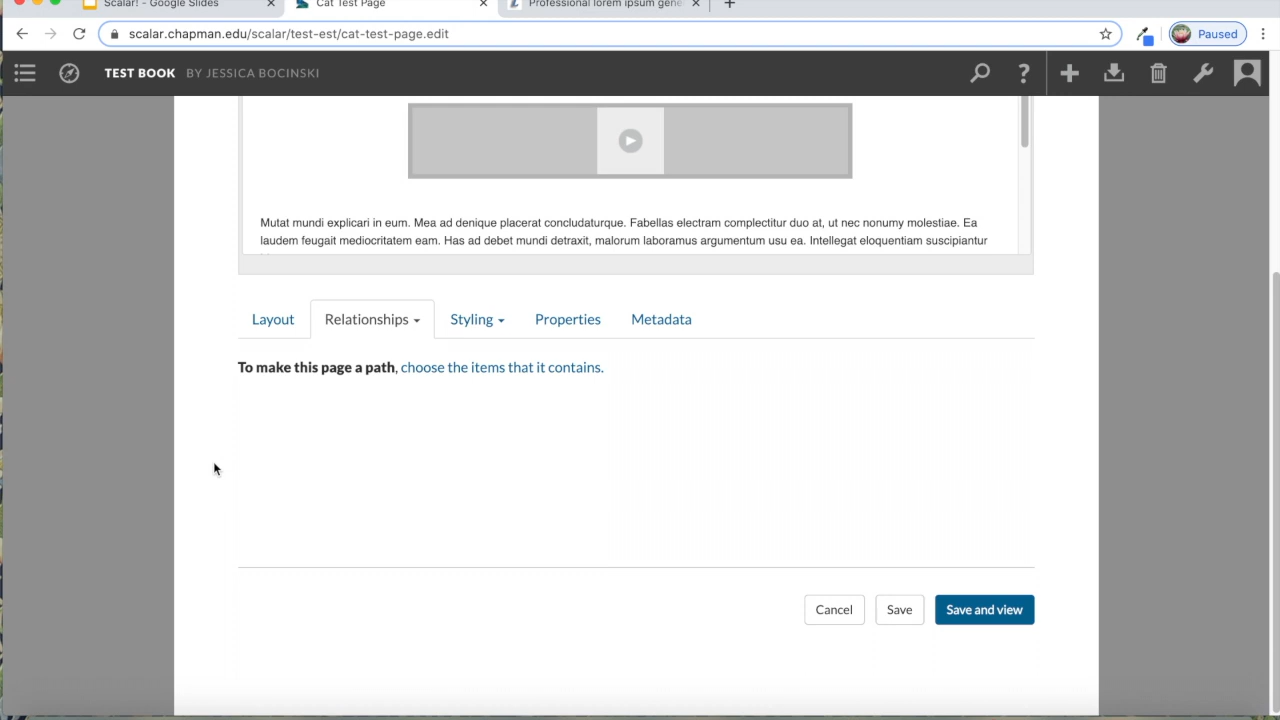 Scalar! - Google Slides
Cat Test Page
Professional lorem ipsum gene
scalar.chapman.edu/scalar/test-est/cat-test-page.edit
Paused
TEST BOOK BY JESSICA BOCINSKI
Mutat mundi explicari in eum. Mea ad denique placerat concludaturque. Fabellas electram complectitur duo at, ut nec nonumy molestiae. Ea
laudem feugait mediocritatem eam. Has ad debet mundi detraxit, malorum laboramus argumentum usu ea. Intellegat eloquentiam suscipiantur
Layout
Relationships
Styling
Properties
Metadata
To make this page a path, choose the items that it contains.
Cancel
Save
Save and view